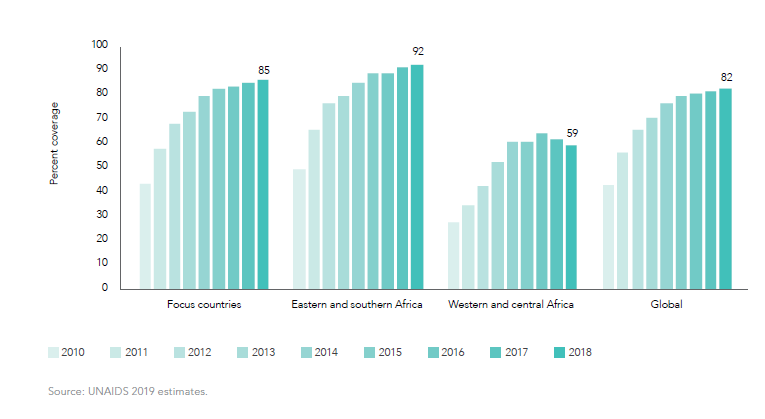 100
90
80
70
60
50
40
30
20
10
0
Percent coverage
85
92
59
82
Focus countries
Eastern and southern Africa
Western and central Africa
Global
2010 2011 2012 2013 2014 2015 2016 2017 2018
Source: UNAIDS 2019 estimates.